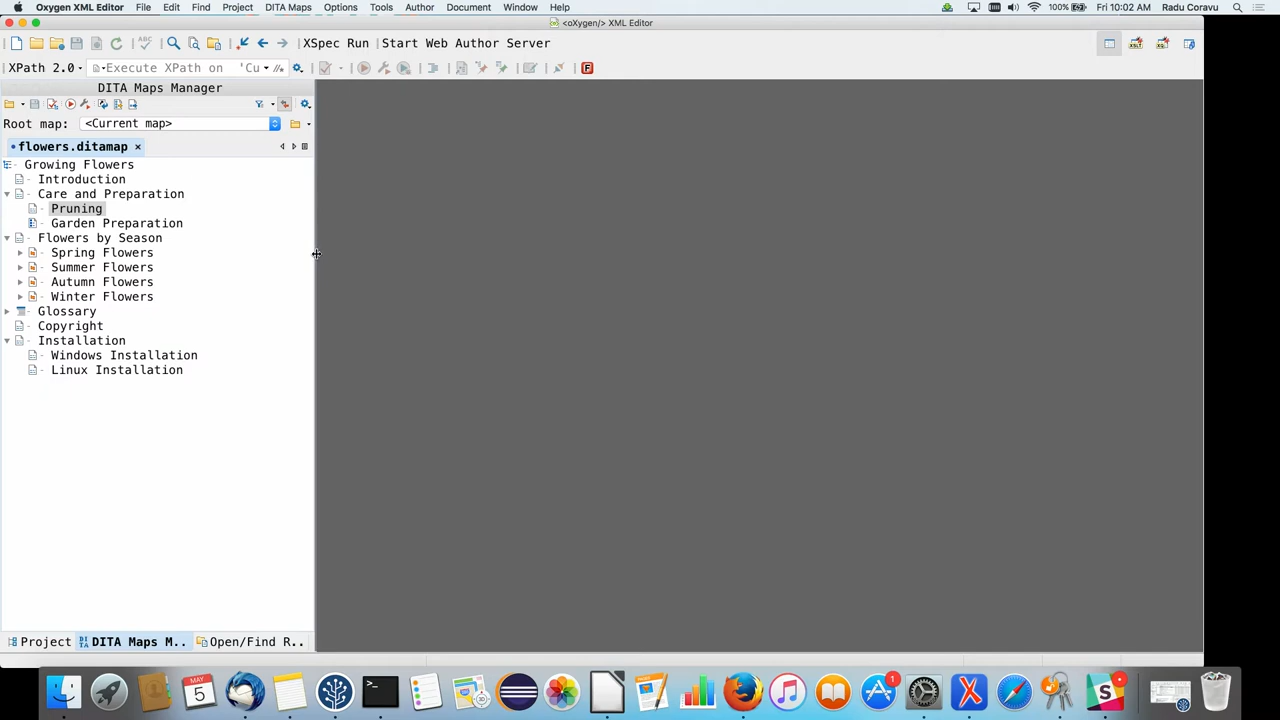 Oxygen XML Editor File Edit Find Project DITA Maps Options Tools Author Document Window Help 100% Fri 10:02 AM Radu Coravu
<oXygen/> XML Editor
XSpec Run Start Web Author Server
XPath 2.0 Execute XPath on 'Cu
DITA Maps Manager
Root map: <Current map>
flowers.ditamap ×
Growing Flowers
Introduction
Care and Preparation
Pruning
Garden Preparation
Flowers by Season
Spring Flowers
Summer Flowers
Autumn Flowers
Winter Flowers
Glossary
Copyright
Installation
Windows Installation
Linux Installation
Project DITA Maps M.. Open/Find R..
MAY
5
1